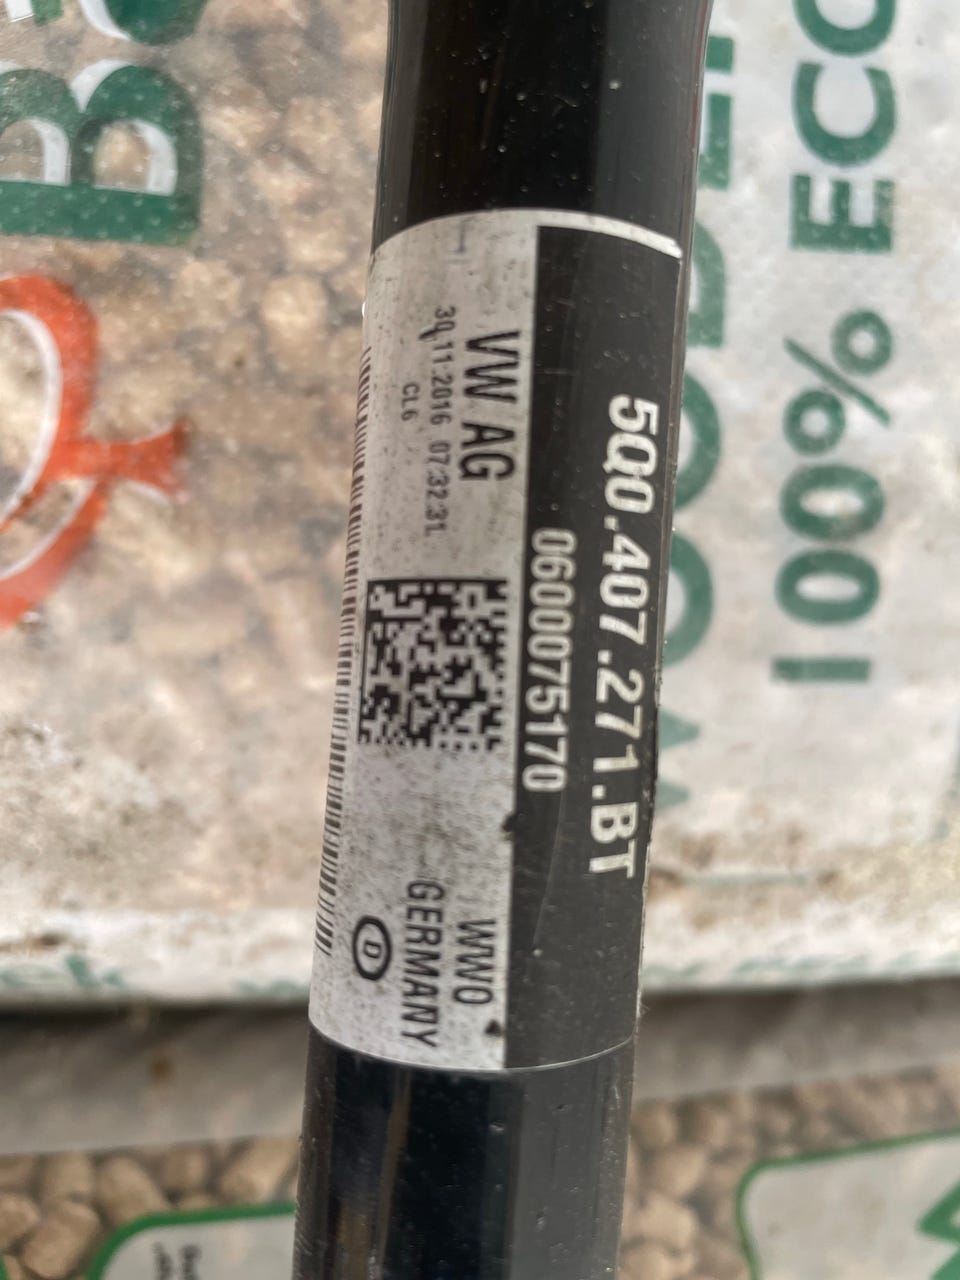 5Q0.407.271.BT
0600075170
VW AG
30.11.2016 07:32:31
CL6
WW0
GERMANY
D
100% ECO